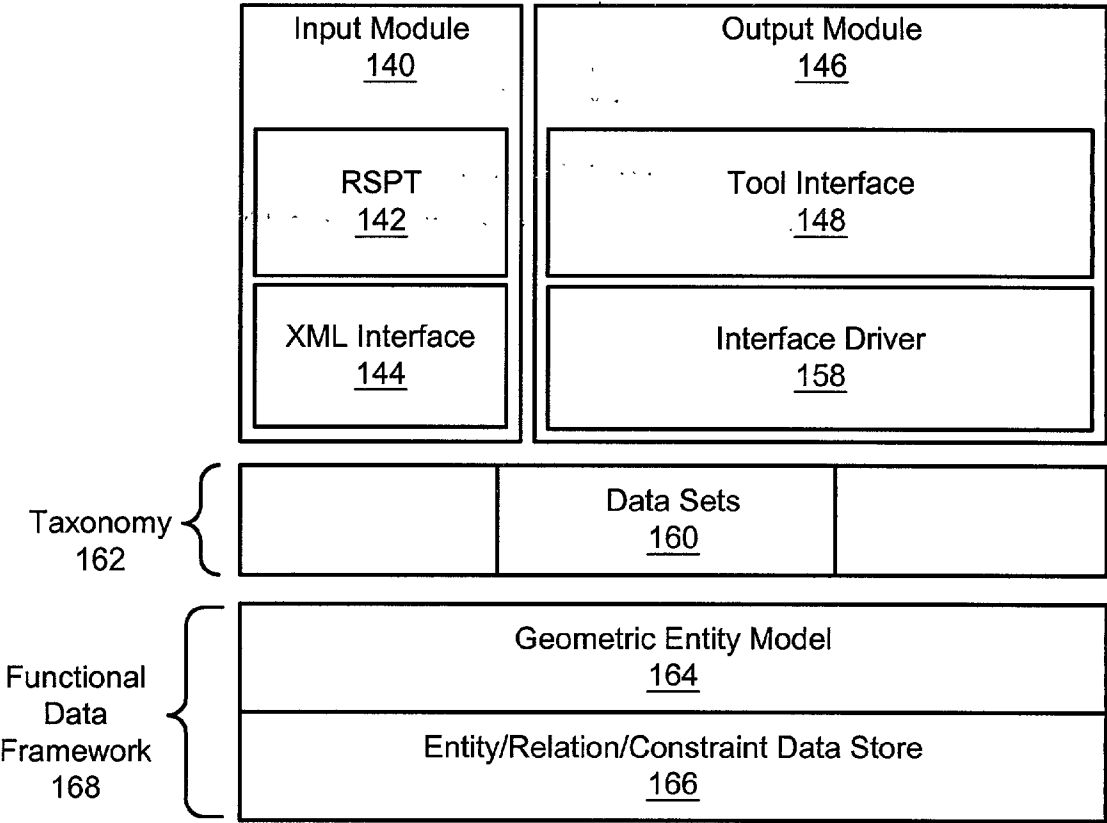 Input Module
140
Output Module
146
RSPT
142
Tool Interface
148
XML Interface
144
Interface Driver
158
Taxonomy
162
Data Sets
160
Functional
Data
Framework
168
Geometric Entity Model
164
Entity/Relation/Constraint Data Store
166